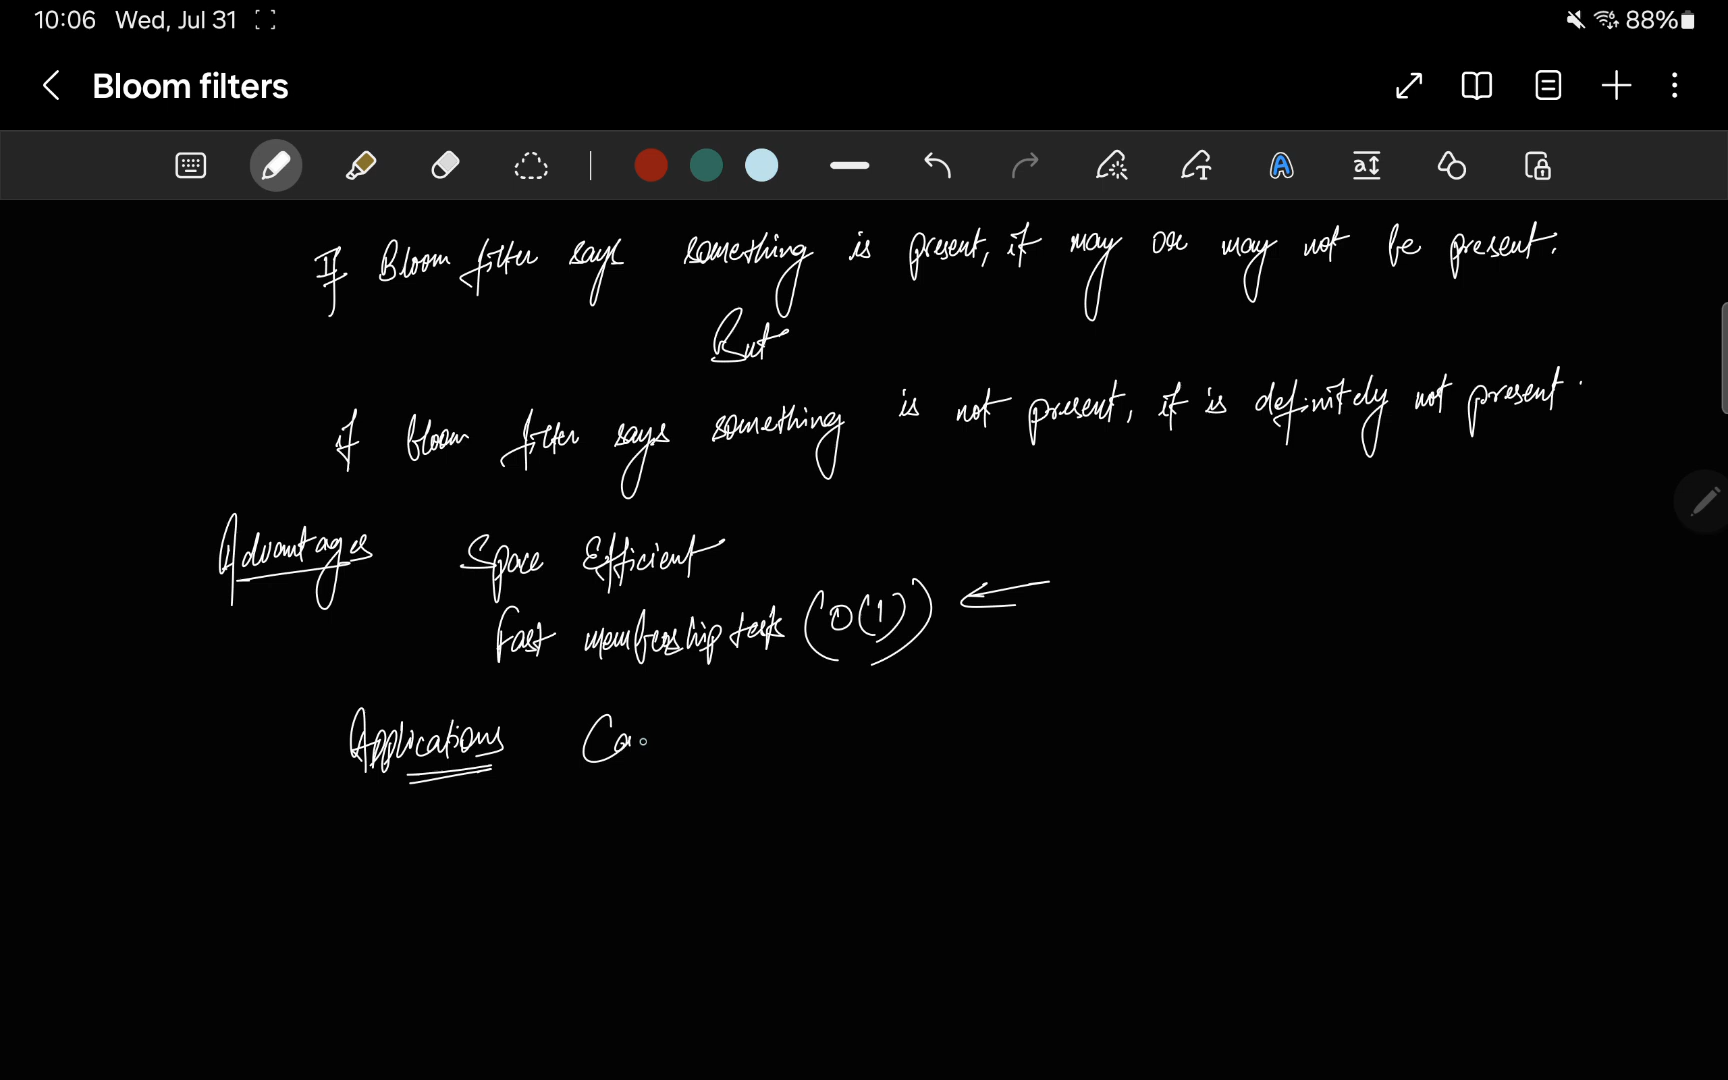 10:06 Wed, Jul 31 88%
Bloom filters
If Bloom filter says something is present, it may or may not be present.
But
if bloom filter says something is not present, it is definitely not present.
Advantages Space Efficient
Fast membership tests (O(1))
Applications Ca